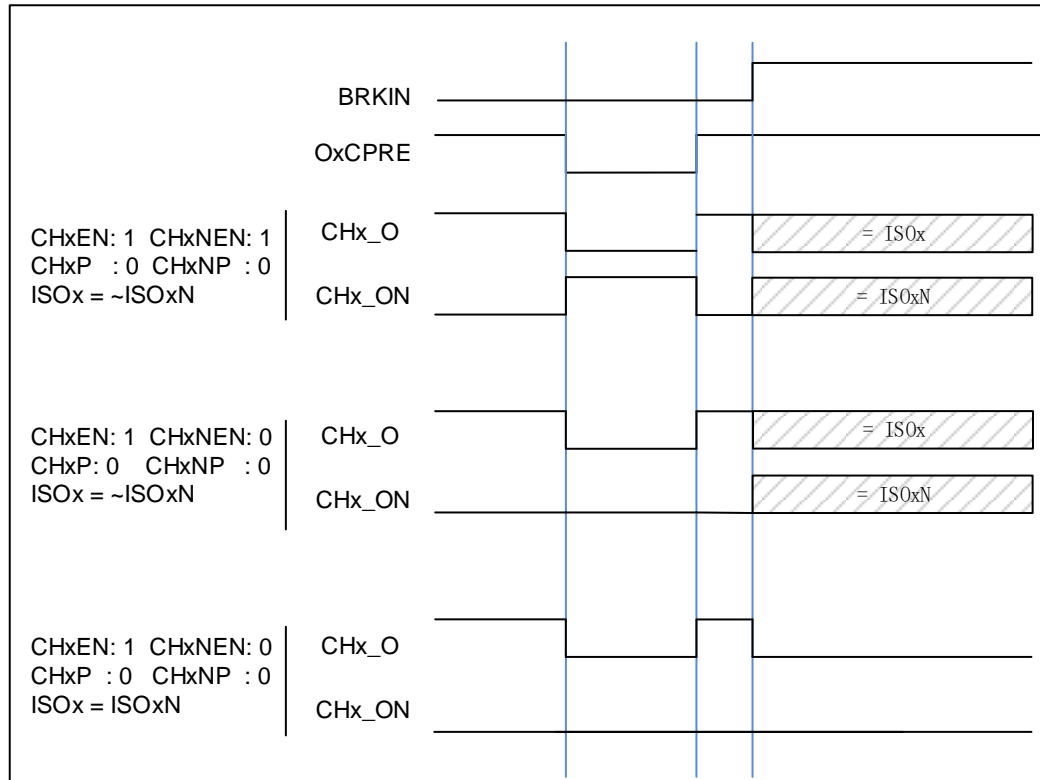 BRKIN
OxCPRE
CHxEN: 1 CHxNEN: 1
CHxP : 0 CHxNP : 0
ISOx = ~ISOxN
CHx_O
= ISOx
CHx_ON
= ISOxN
CHxEN: 1 CHxNEN: 0
CHxP: 0 CHxNP : 0
ISOx = ~ISOxN
CHx_O
= ISOx
CHx_ON
= ISOxN
CHxEN: 1 CHxNEN: 0
CHxP : 0 CHxNP : 0
ISOx = ISOxN
CHx_O
CHx_ON